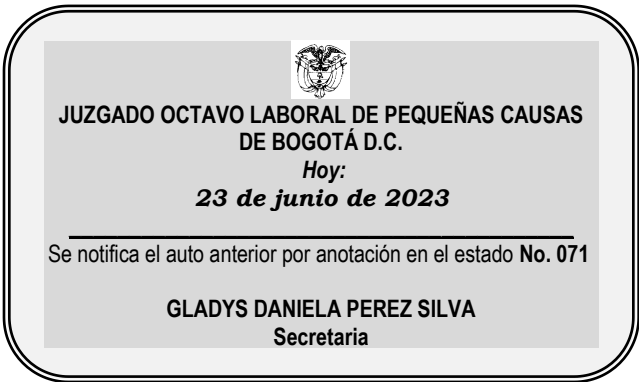 JUZGADO OCTAVO LABORAL DE PEQUEÑAS CAUSAS
DE BOGOTÁ D.C.
Hoy:
23 de junio de 2023
Se notifica el auto anterior por anotación en el estado No. 071
GLADYS DANIELA PEREZ SILVA
Secretaria